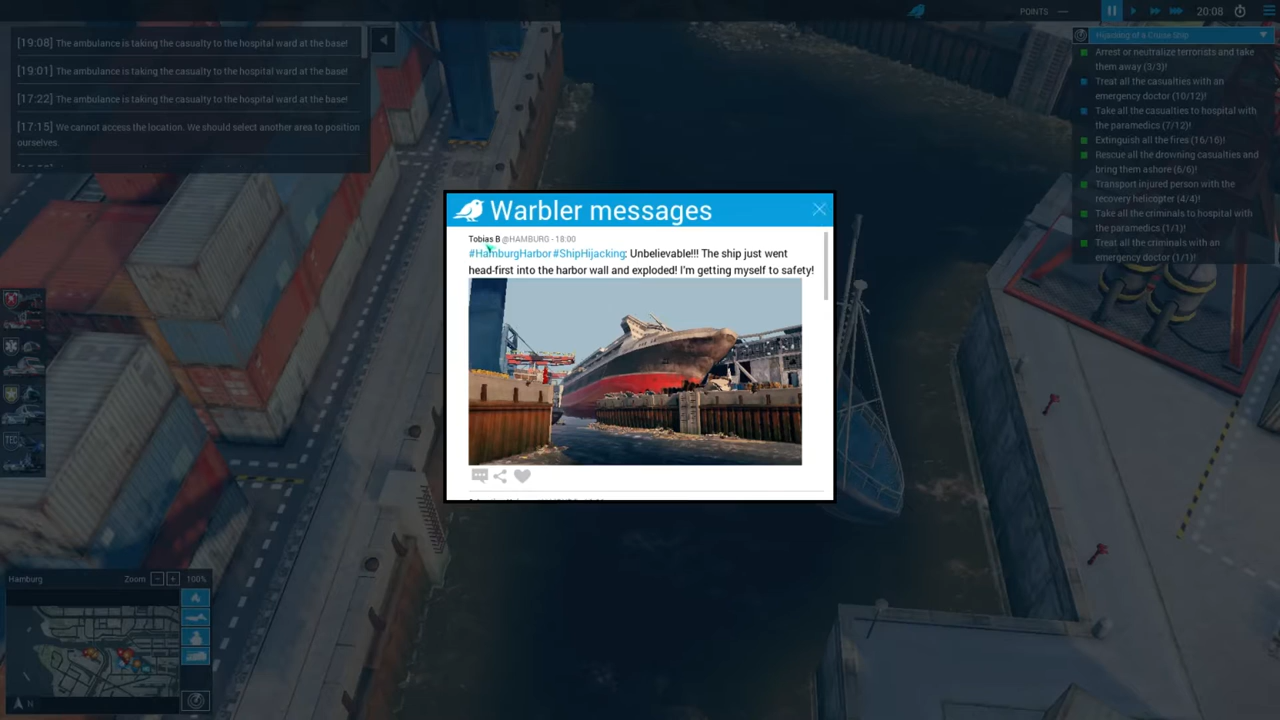 POINTS —
20:08
[19:08] The ambulance is taking the casualty to the hospital ward at the base!
[19:01] The ambulance is taking the casualty to the hospital ward at the base!
[17:22] The ambulance is taking the casualty to the hospital ward at the base!
[17:15] We cannot access the location. We should select another area to position
ourselves.
Hijacking of a Cruise Ship
Arrest or neutralize terrorists and take
them away (3/3)!
Treat all the casualties with an
emergency doctor (10/12)!
Take all the casualties to hospital with
the paramedics (7/12)!
Extinguish all the fires (16/16)!
Rescue all the drowning casualties and
bring them ashore (6/6)!
Transport injured person with the
recovery helicopter (4/4)!
Take all the criminals to hospital with
the paramedics (1/1)!
Treat all the criminals with an
emergency doctor (1/1)!
Warbler messages
Tobias B @HAMBURG - 18:00
#HamburgHarbor #ShipHijacking: Unbelievable!!! The ship just went
head-first into the harbor wall and exploded! I'm getting myself to safety!
TEC
Hamburg
Zoom - + 100%
N